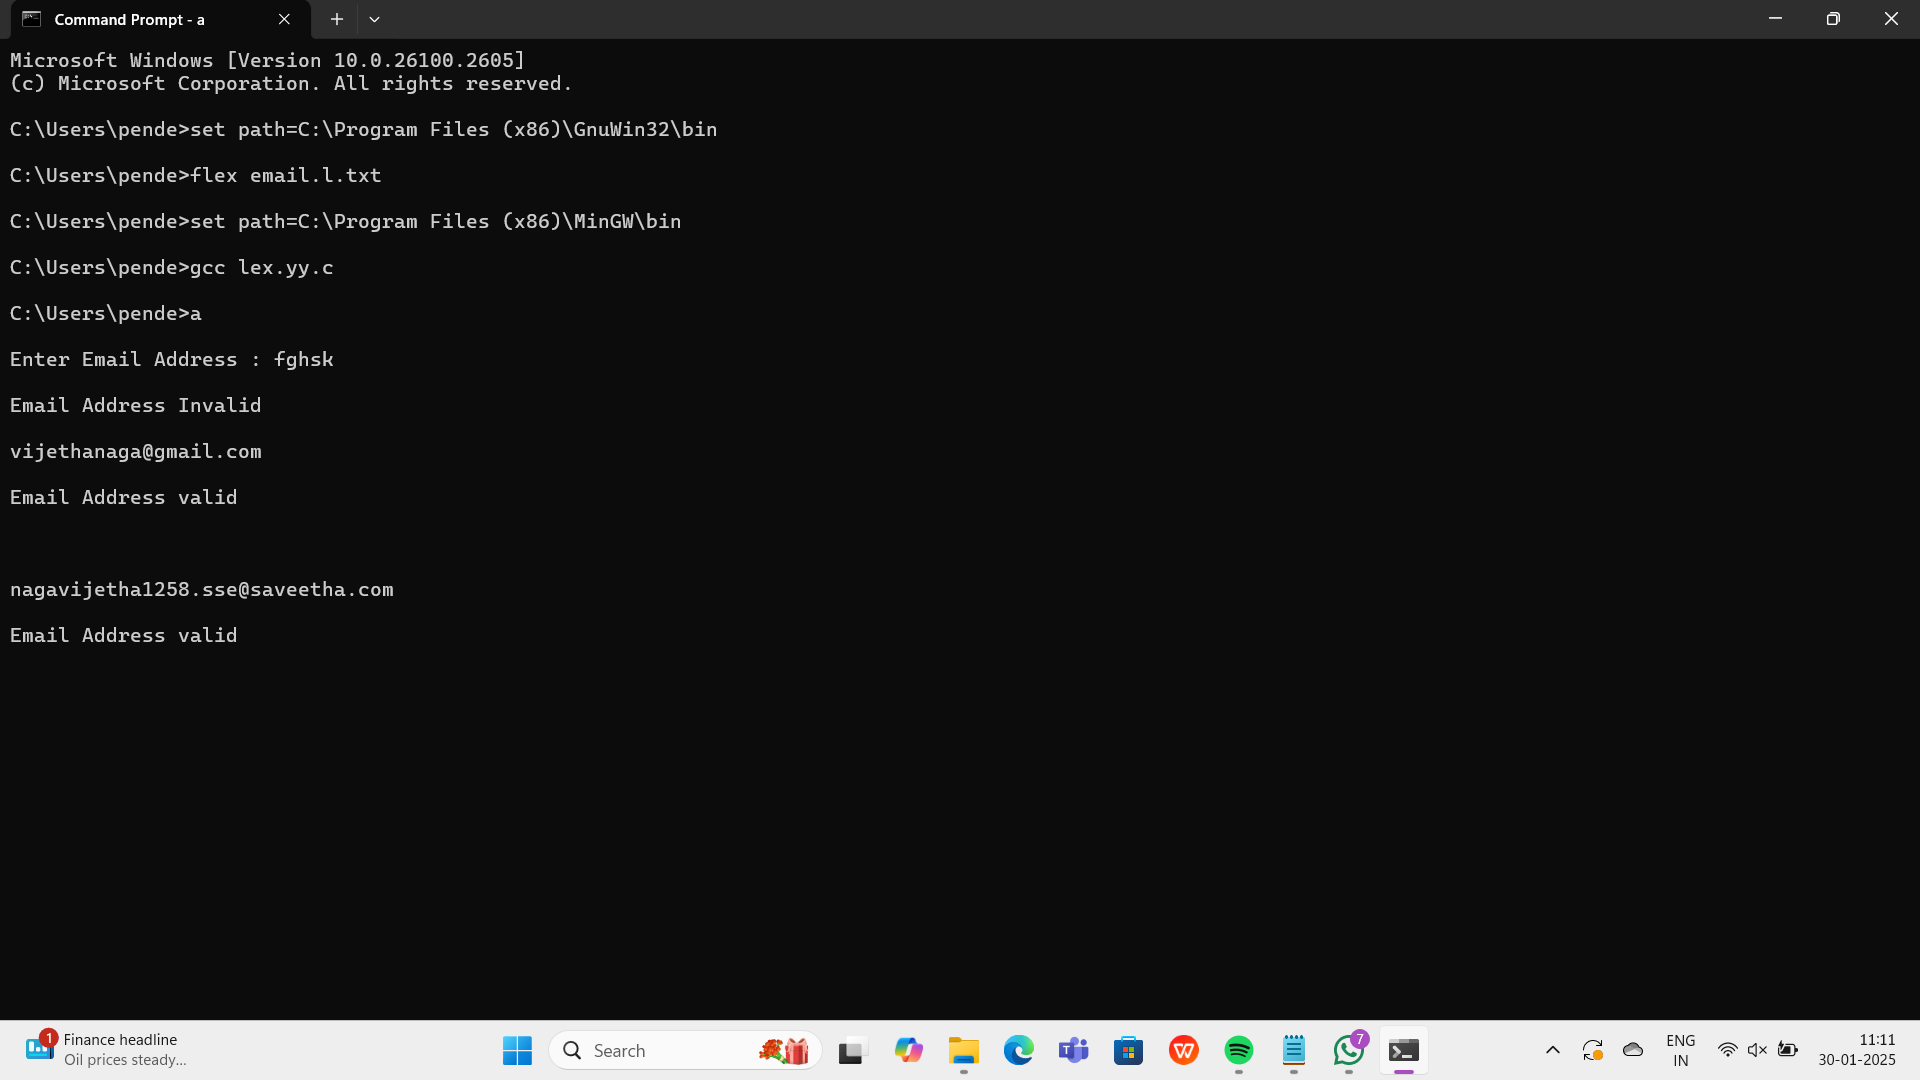 Command Prompt - a
Microsoft Windows [Version 10.0.26100.2605]
(c) Microsoft Corporation. All rights reserved.
C:\Users\pende>set path=C:\Program Files (x86)\GnuWin32\bin
C:\Users\pende>flex email.l.txt
C:\Users\pende>set path=C:\Program Files (x86)\MinGW\bin
C:\Users\pende>gcc lex.yy.c
C:\Users\pende>a
Enter Email Address : fghsk
Email Address Invalid
vijethanaga@gmail.com
Email Address valid
nagavijetha1258.sse@saveetha.com
Email Address valid
1
Finance headline
Oil prices steady...
Search
7
ENG
IN
11:11
30-01-2025